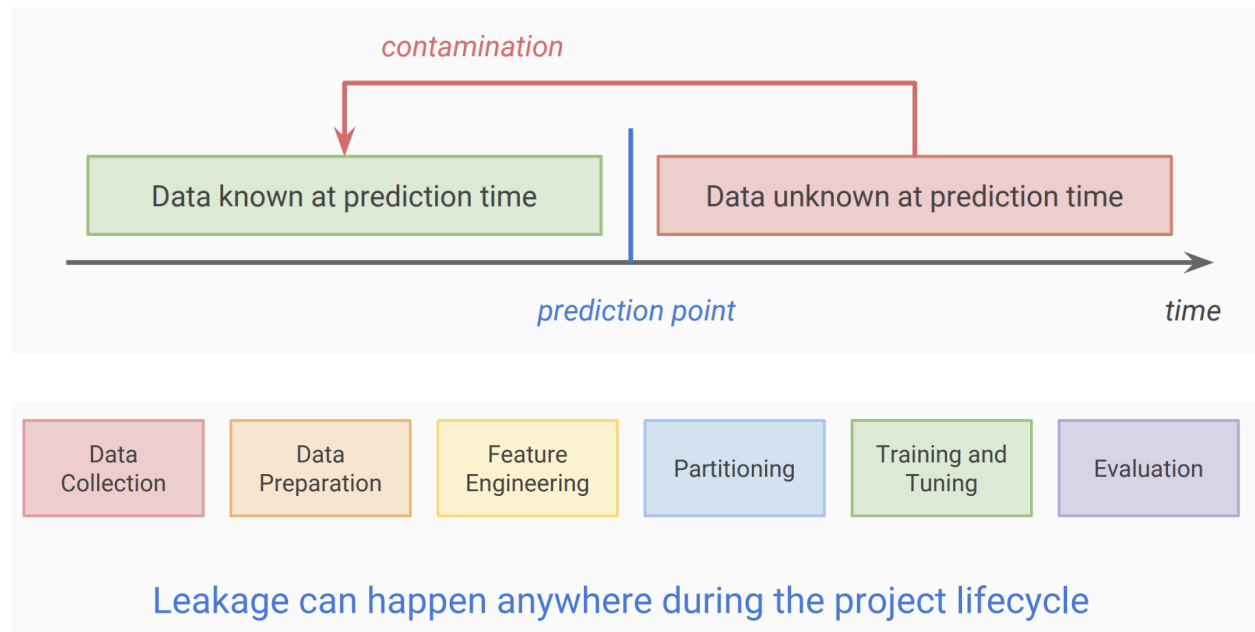 contamination
Data known at prediction time
Data unknown at prediction time
prediction point
time
Data
Collection
Data
Preparation
Feature
Engineering
Partitioning
Training and
Tuning
Evaluation
Leakage can happen anywhere during the project lifecycle